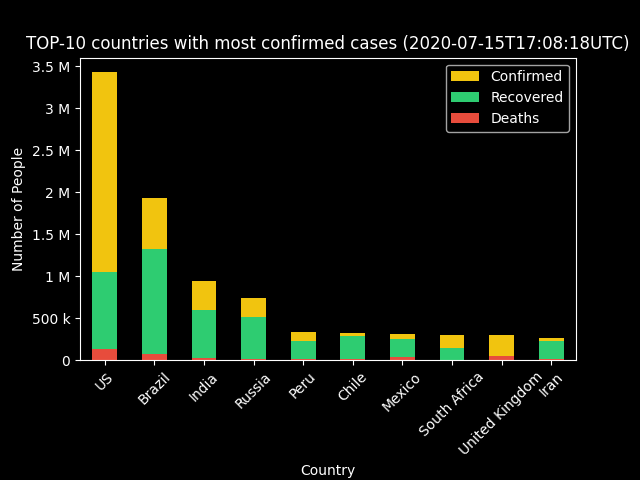 TOP-10 countries with most confirmed cases (2020-07-15T17:08:18UTC)
Confirmed
Recovered
Deaths
Number of People
3.5 M
3 M
2.5 M
2 M
1.5 M
1 M
500 k
0
US
Brazil
India
Russia
Peru
Chile
Mexico
South Africa
United Kingdom
Iran
Country